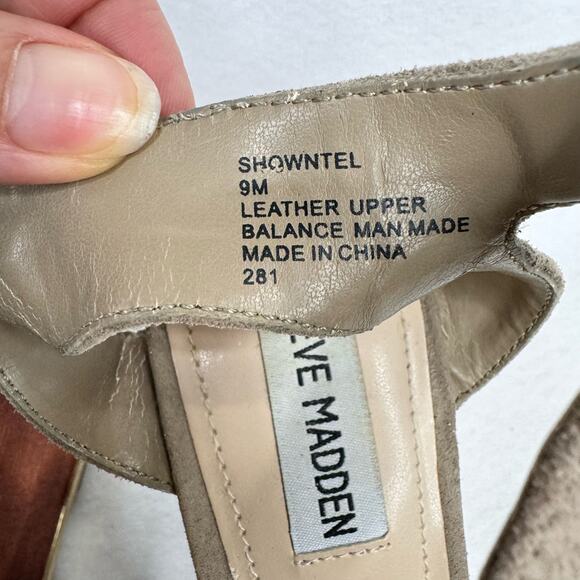 SHOWNTEL
9M
LEATHER UPPER
BALANCE MAN MADE
MADE IN CHINA
281
EVE MADDEN